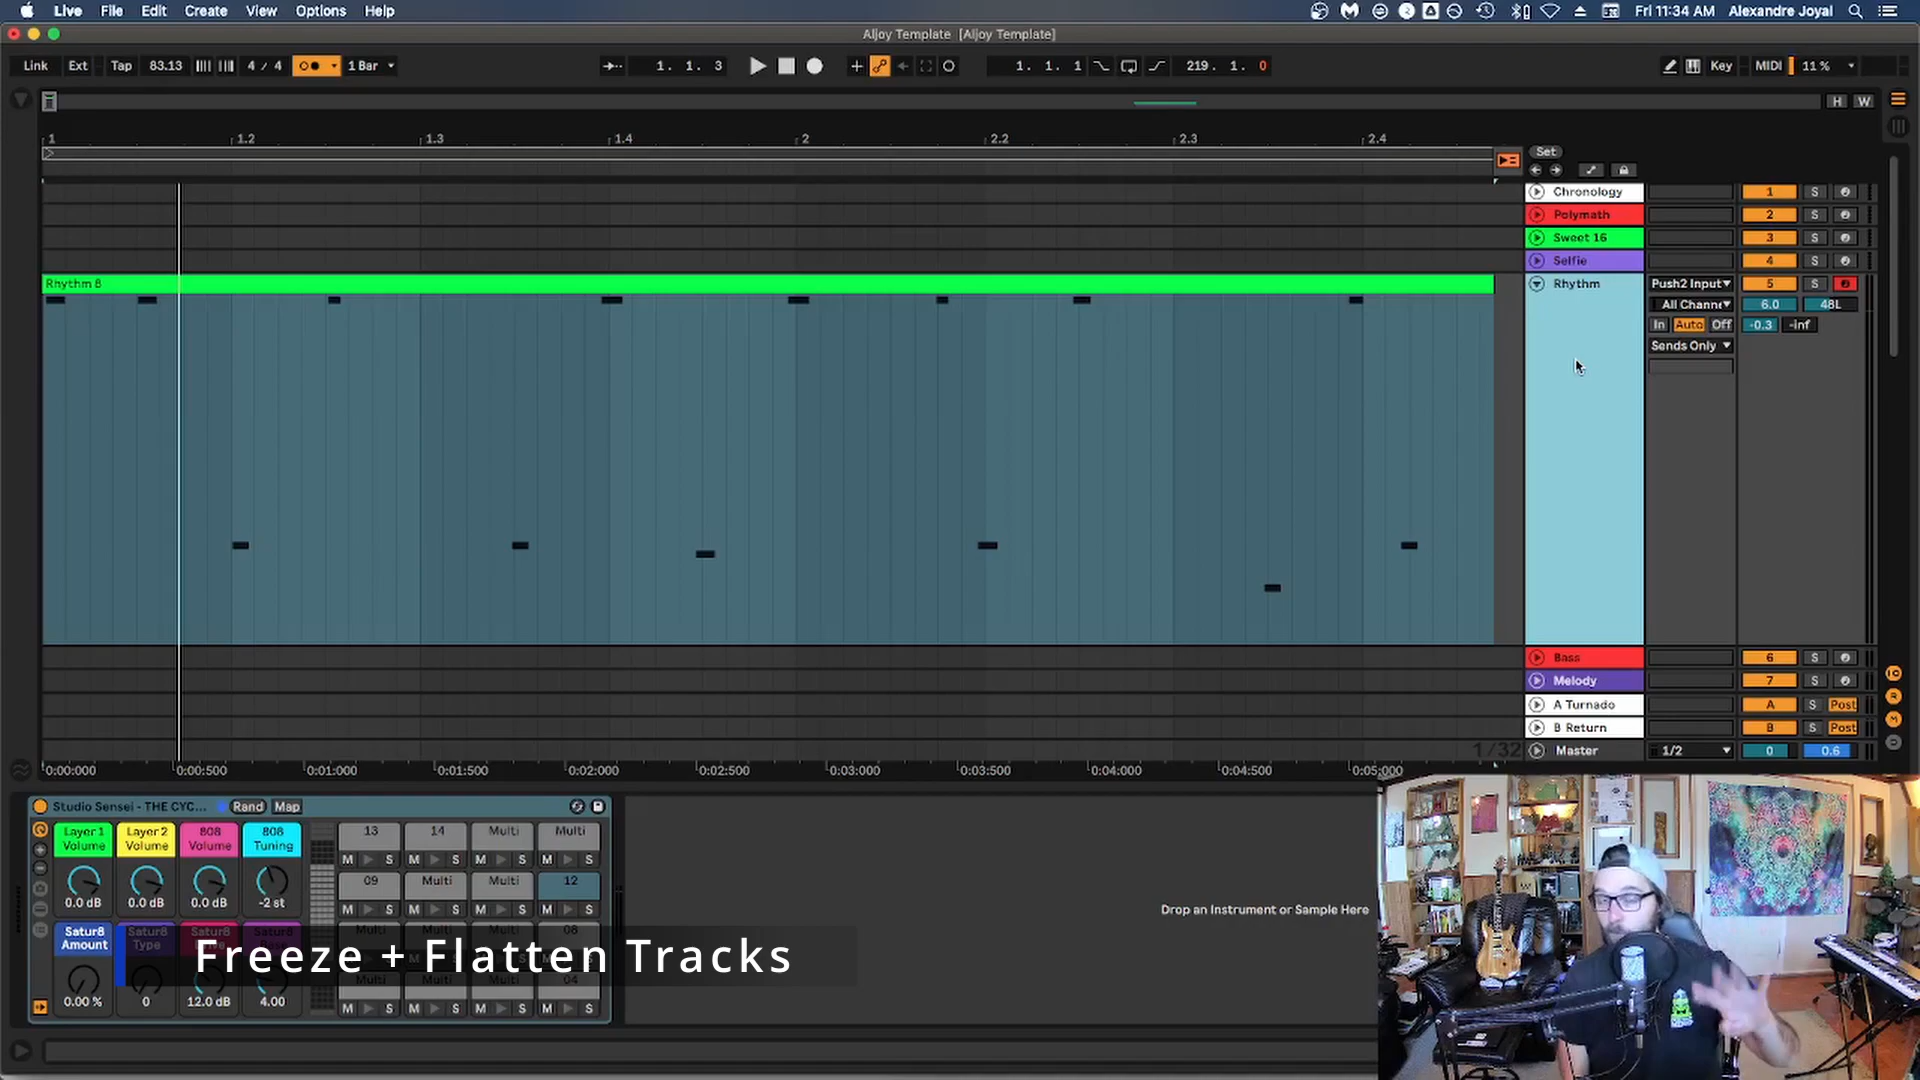 Live File Edit Create View Options Help
Fri 11:34 AM Alexandre Joyal
Aljoy Template [Aljoy Template]
Link Ext Tap 83.13 4 / 4 1 Bar 1. 1. 3 1. 1. 1 219. 1. 0 Key MIDI 11 %
H W
1 1.2 1.3 1.4 2 2.2 2.3 2.4
Set
Chronology 1 S
Polymath 2 S
Sweet 16 3 S
Selfie 4 S
Rhythm 8
Rhythm Push2 Input 5 S
All Channe 6.0 48L
In Auto Off -0.3 -inf
Sends Only
Bass 6 S
Melody 7 S
A Turnado A S Post
B Return B S Post
1/32
Master 1/2 0 0.6
0:00:000 0:00:500 0:01:000 0:01:500 0:02:000 0:02:500 0:03:000 0:03:500 0:04:000 0:04:500 0:05:000
Studio Sensei - THE CYC... Rand Map
Layer 1 Volume Layer 2 Volume 808 Volume 808 Tuning
0.0 dB 0.0 dB 0.0 dB -2 st
13 14 Multi Multi
M S M S M S M S
09 Multi Multi 12
M S M S M S M S
Satur8 Amount Satur8 Type Satur8
0.00 % 0 12.0 dB 4.00
Multi Multi Multi 08
Multi Multi Multi 04
M S M S M S M S
Drop an Instrument or Sample Here
Freeze + Flatten Tracks